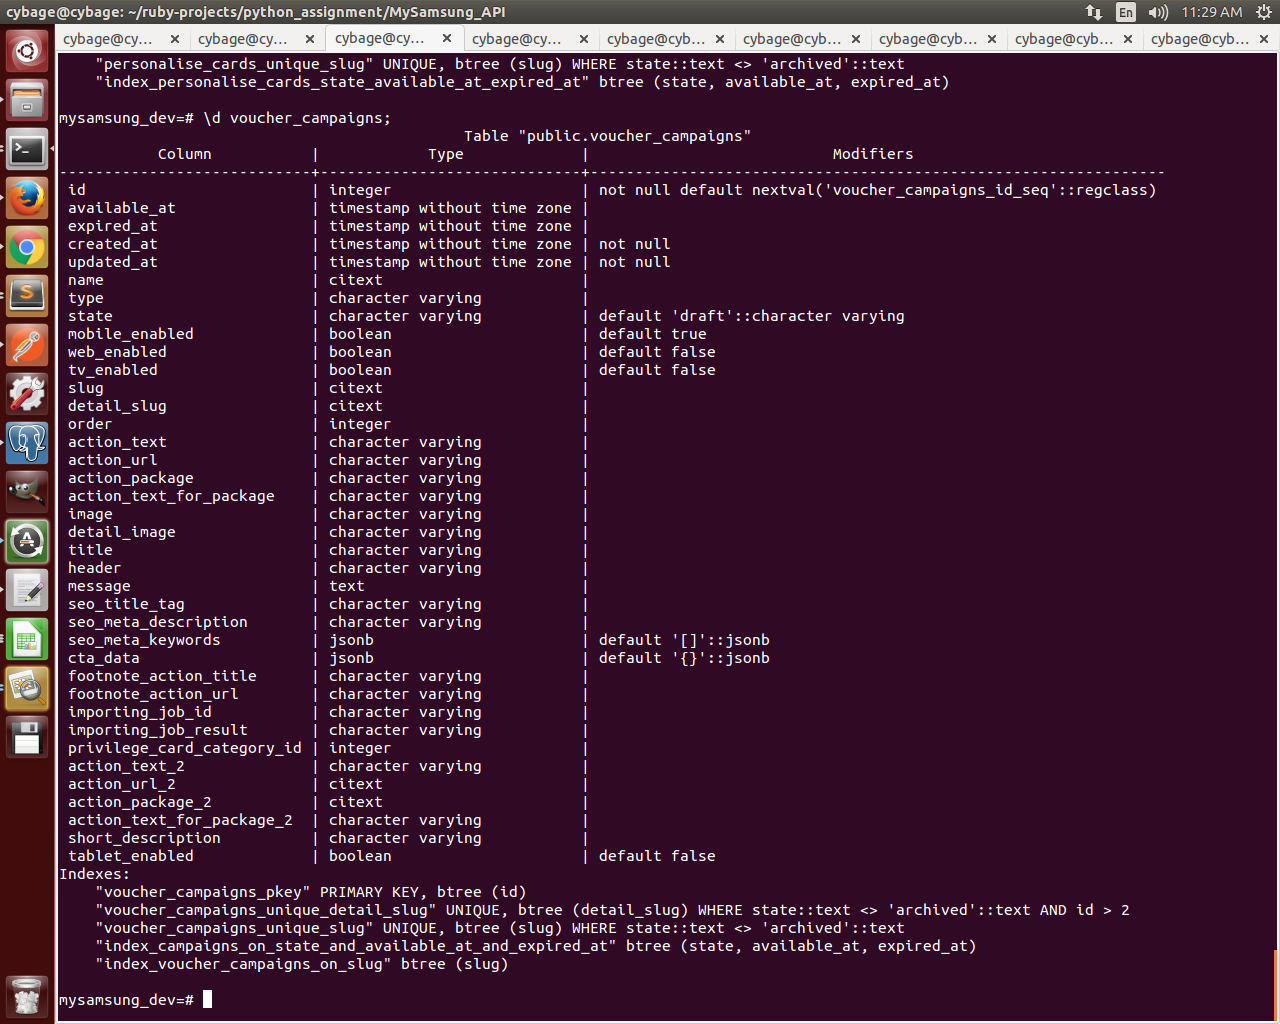 cybage@cybage: ~/ruby-projects/python_assignment/MySamsung_API
En
11:29 AM
cybage@cy... × cybage@cy... × cybage@cy... × cybage@cy... × cybage@cyb... × cybage@cyb... × cybage@cyb... × cybage@cyb... × cybage@cyb... ×
"personalise_cards_unique_slug" UNIQUE, btree (slug) WHERE state::text <> 'archived'::text
"index_personalise_cards_state_available_at_expired_at" btree (state, available_at, expired_at)
mysamsung_dev=# \d voucher_campaigns;
Table "public.voucher_campaigns"
Column | Type | Modifiers
----------------------------+-----------------------------+----------------------------------------------------------------
id | integer | not null default nextval('voucher_campaigns_id_seq'::regclass)
available_at | timestamp without time zone |
expired_at | timestamp without time zone |
created_at | timestamp without time zone | not null
updated_at | timestamp without time zone | not null
name | citext |
type | character varying |
state | character varying | default 'draft'::character varying
mobile_enabled | boolean | default true
web_enabled | boolean | default false
tv_enabled | boolean | default false
slug | citext |
detail_slug | citext |
order | integer |
action_text | character varying |
action_url | character varying |
action_package | character varying |
action_text_for_package | character varying |
image | character varying |
detail_image | character varying |
title | character varying |
header | character varying |
message | text |
seo_title_tag | character varying |
seo_meta_description | character varying |
seo_meta_keywords | jsonb | default '[]'::jsonb
cta_data | jsonb | default '{}'::jsonb
footnote_action_title | character varying |
footnote_action_url | character varying |
importing_job_id | character varying |
importing_job_result | character varying |
privilege_card_category_id | integer |
action_text_2 | character varying |
action_url_2 | citext |
action_package_2 | citext |
action_text_for_package_2 | character varying |
short_description | character varying |
tablet_enabled | boolean | default false
Indexes:
"voucher_campaigns_pkey" PRIMARY KEY, btree (id)
"voucher_campaigns_unique_detail_slug" UNIQUE, btree (detail_slug) WHERE state::text <> 'archived'::text AND id > 2
"voucher_campaigns_unique_slug" UNIQUE, btree (slug) WHERE state::text <> 'archived'::text
"index_campaigns_on_state_and_available_at_and_expired_at" btree (state, available_at, expired_at)
"index_voucher_campaigns_on_slug" btree (slug)
mysamsung_dev=#